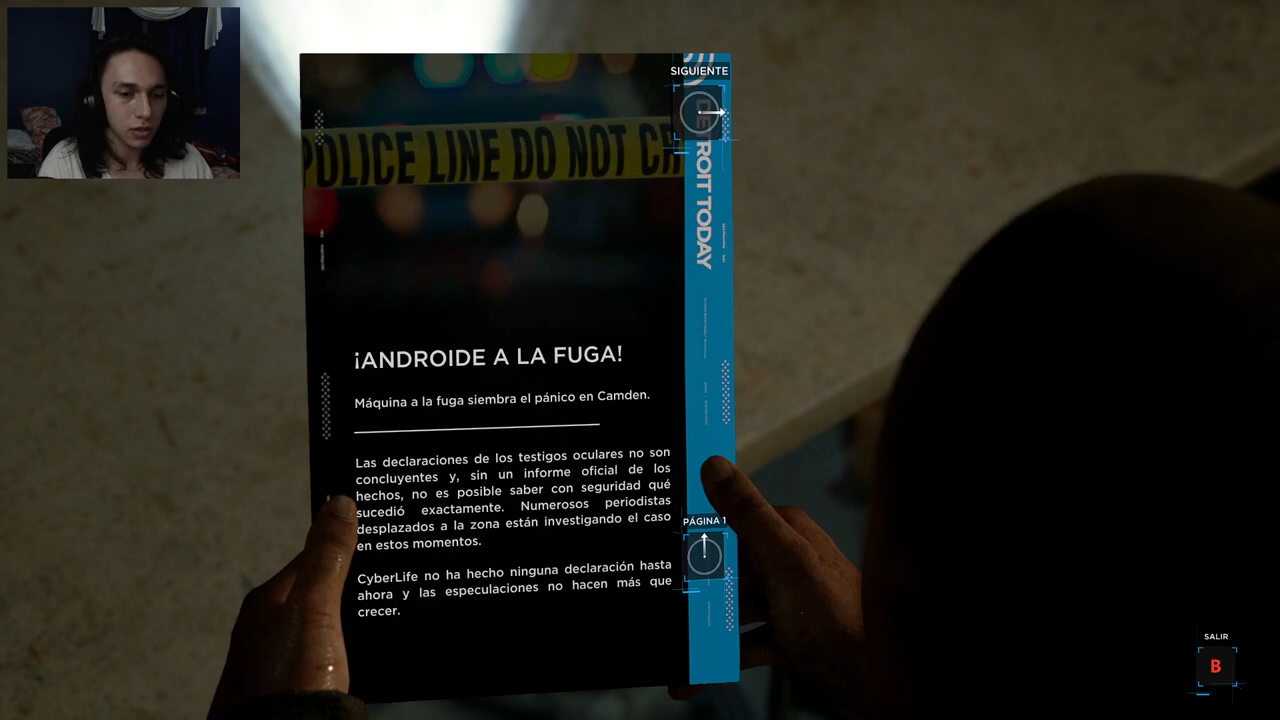 SIGUIENTE
POLICE LINE DO NOT
DETROIT TODAY
¡ANDROIDE A LA FUGA!
Máquina a la fuga siembra el pánico en Camden.
Las declaraciones de los testigos oculares no son
concluyentes y, sin un informe oficial de los
hechos, no es posible saber con seguridad qué
sucedió exactamente. Numerosos periodistas
desplazados a la zona están investigando el caso
en estos momentos.
PÁGINA 1
CyberLife no ha hecho ninguna declaración hasta
ahora y las especulaciones no hacen más que
crecer.
SALIR
B